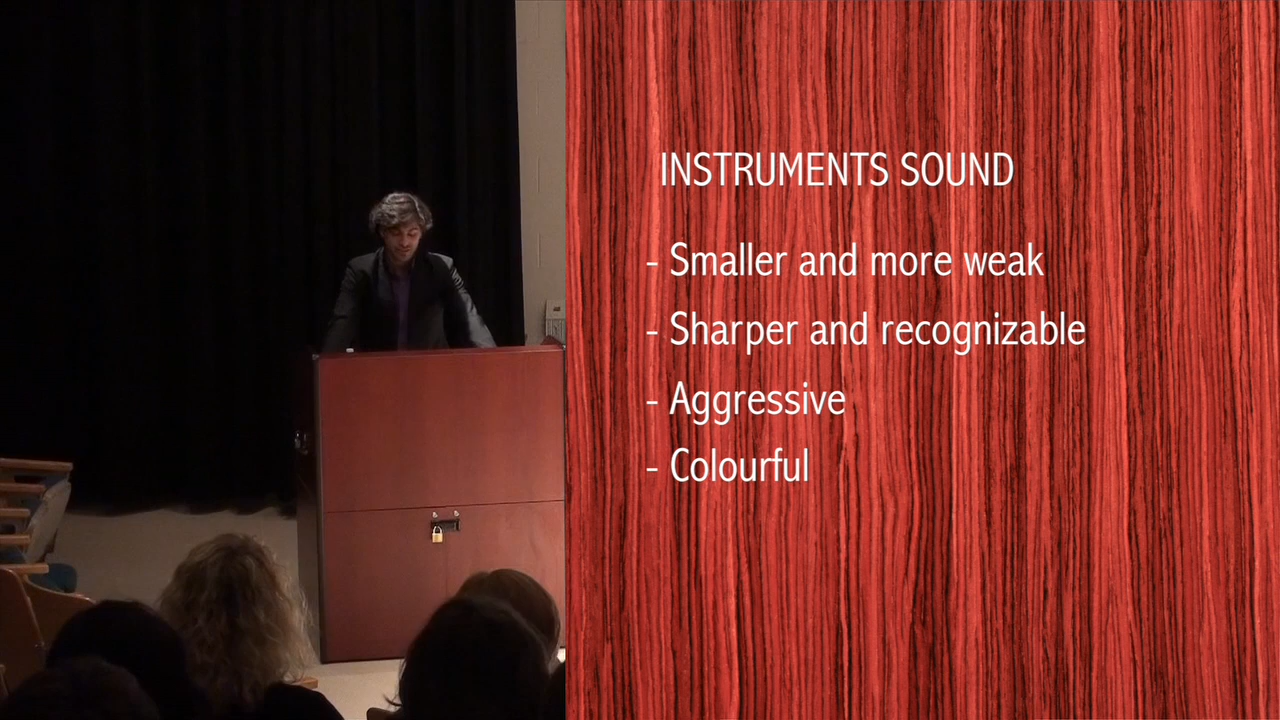 INSTRUMENTS SOUND
- Smaller and more weak
- Sharper and recognizable
- Aggressive
- Colourful